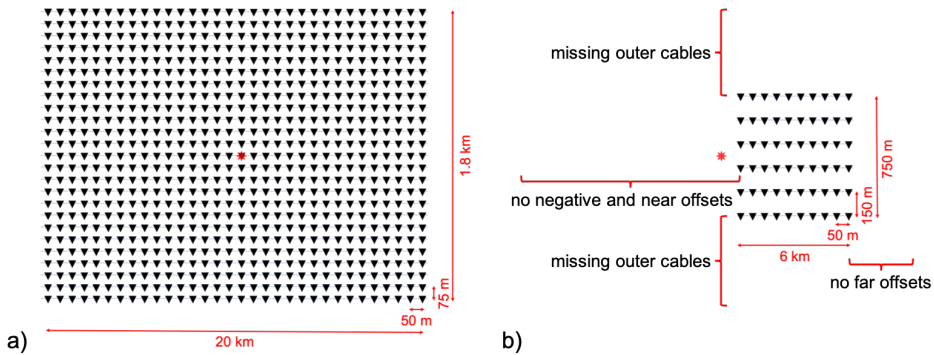 a)
1.8 km
75 m
50 m
20 km
b)
missing outer cables
no negative and near offsets
missing outer cables
750 m
150 m
50 m
6 km
no far offsets